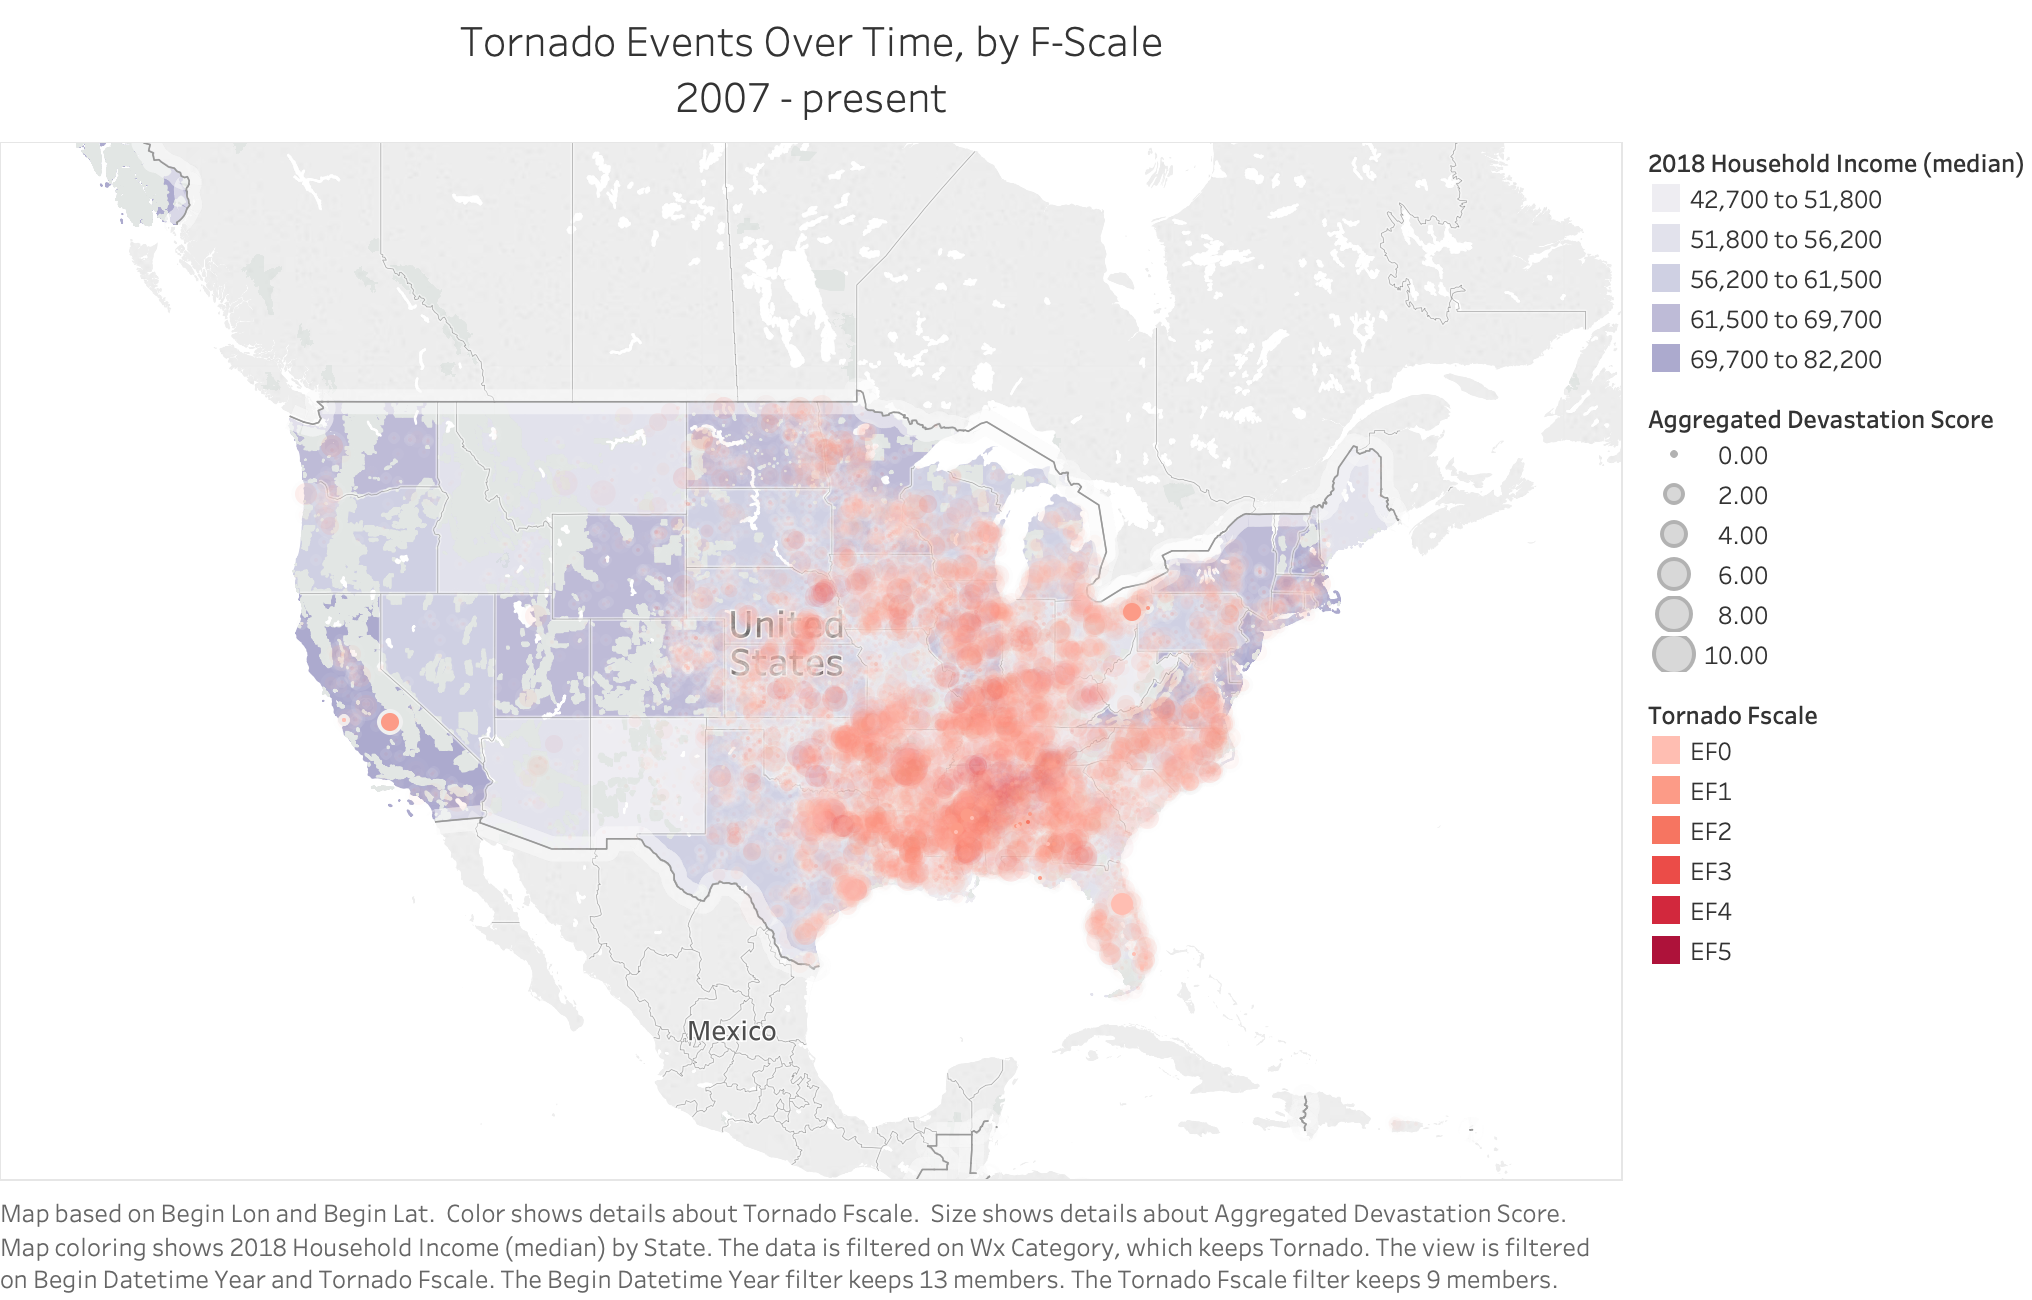 Tornado Events Over Time, by F-Scale
2007 - present
United
States
Mexico
2018 Household Income (median)
42,700 to 51,800
51,800 to 56,200
56,200 to 61,500
61,500 to 69,700
69,700 to 82,200
Aggregated Devastation Score
0.00
2.00
4.00
6.00
8.00
10.00
Tornado Fscale
EF0
EF1
EF2
EF3
EF4
EF5
Map based on Begin Lon and Begin Lat.  Color shows details about Tornado Fscale.  Size shows details about Aggregated Devastation Score.
Map coloring shows 2018 Household Income (median) by State. The data is filtered on Wx Category, which keeps Tornado. The view is filtered
on Begin Datetime Year and Tornado Fscale. The Begin Datetime Year filter keeps 13 members. The Tornado Fscale filter keeps 9 members.